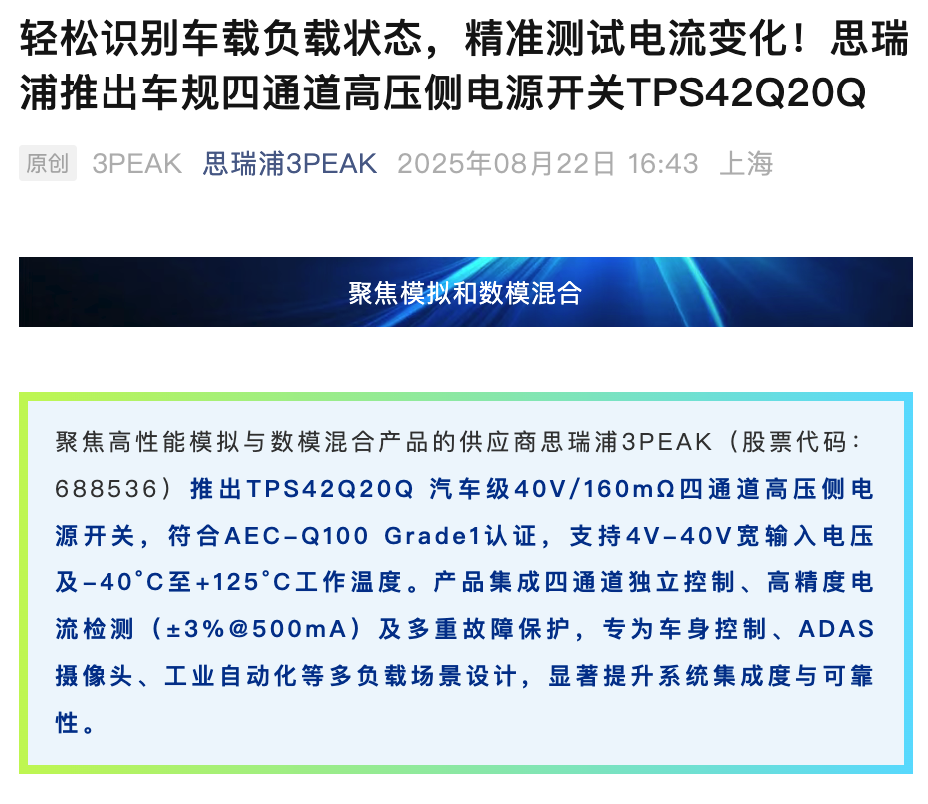 轻松识别车载负载状态，精准测试电流变化！思瑞
浦推出车规四通道高压侧电源开关TPS42Q20Q
原创 3PEAK 思瑞浦3PEAK 2025年08月22日 16:43 上海
聚焦模拟和数模混合
聚焦高性能模拟与数模混合产品的供应商思瑞浦3PEAK（股票代码：
688536）推出TPS42Q20Q 汽车级40V/160mΩ四通道高压侧电
源开关，符合AEC-Q100 Grade1认证，支持4V-40V宽输入电压
及-40°C至+125°C工作温度。产品集成四通道独立控制、高精度电
流检测（±3%@500mA）及多重故障保护，专为车身控制、ADAS
摄像头、工业自动化等多负载场景设计，显著提升系统集成度与可靠
性。